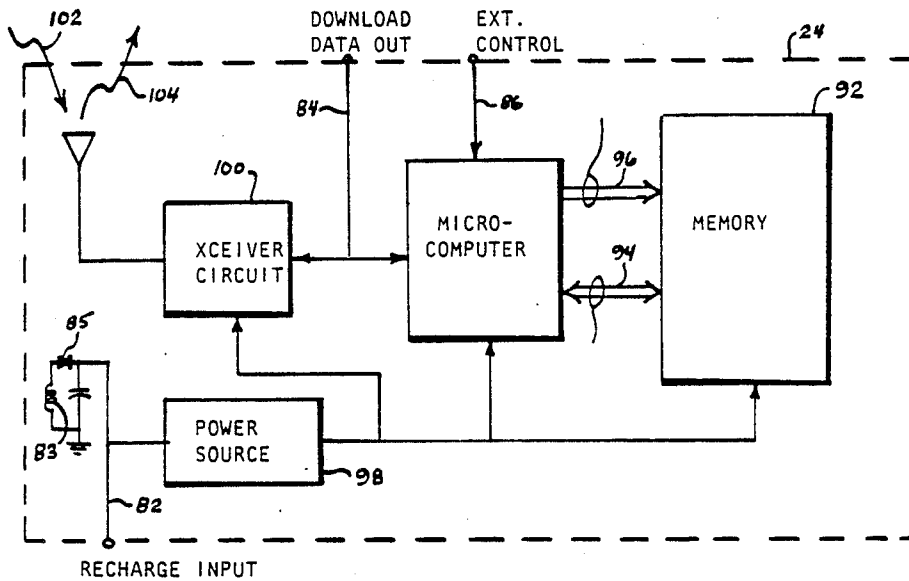 102
104
DOWNLOAD
DATA OUT
EXT.
CONTROL
24
84
86
92
100
XCEIVER
CIRCUIT
MICRO-
COMPUTER
96
94
MEMORY
85
83
POWER
SOURCE
98
82
RECHARGE INPUT